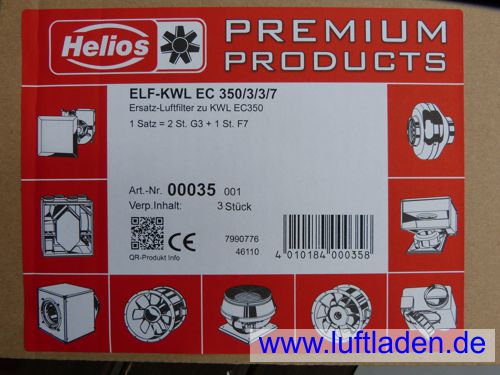 Helios
PREMIUM
PRODUCTS
ELF-KWL EC 350/3/3/7
Ersatz-Luftfilter zu KWL EC350
1 Satz = 2 St. G3 + 1 St. F7
Art.-Nr. 00035 001
Verp.Inhalt: 3 Stück
CE
7990776
46110
QR-Produkt Info
4 010184 000358
www.luftladen.de